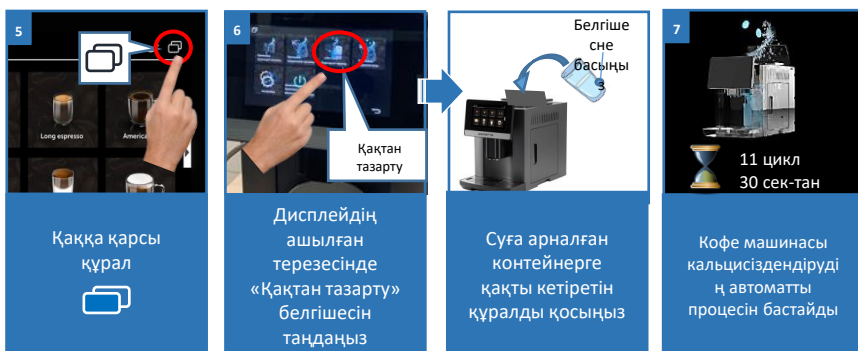 5
Long espresso
America
Қаққа қарсы
құрал
6
Қақтан
тазарту
Дисплейдің
ашылған
терезесінде
«Қақтан тазарту»
белгішесін
таңдаңыз
Белгіше
сне
басыңы
з
Суға арналған
контейнерге
қақты кетіретін
құралды қосыңыз
7
11 цикл
30 сек-тан
Кофе машинасы
кальцисіздендіруді
ң автоматты
процесін бастайды